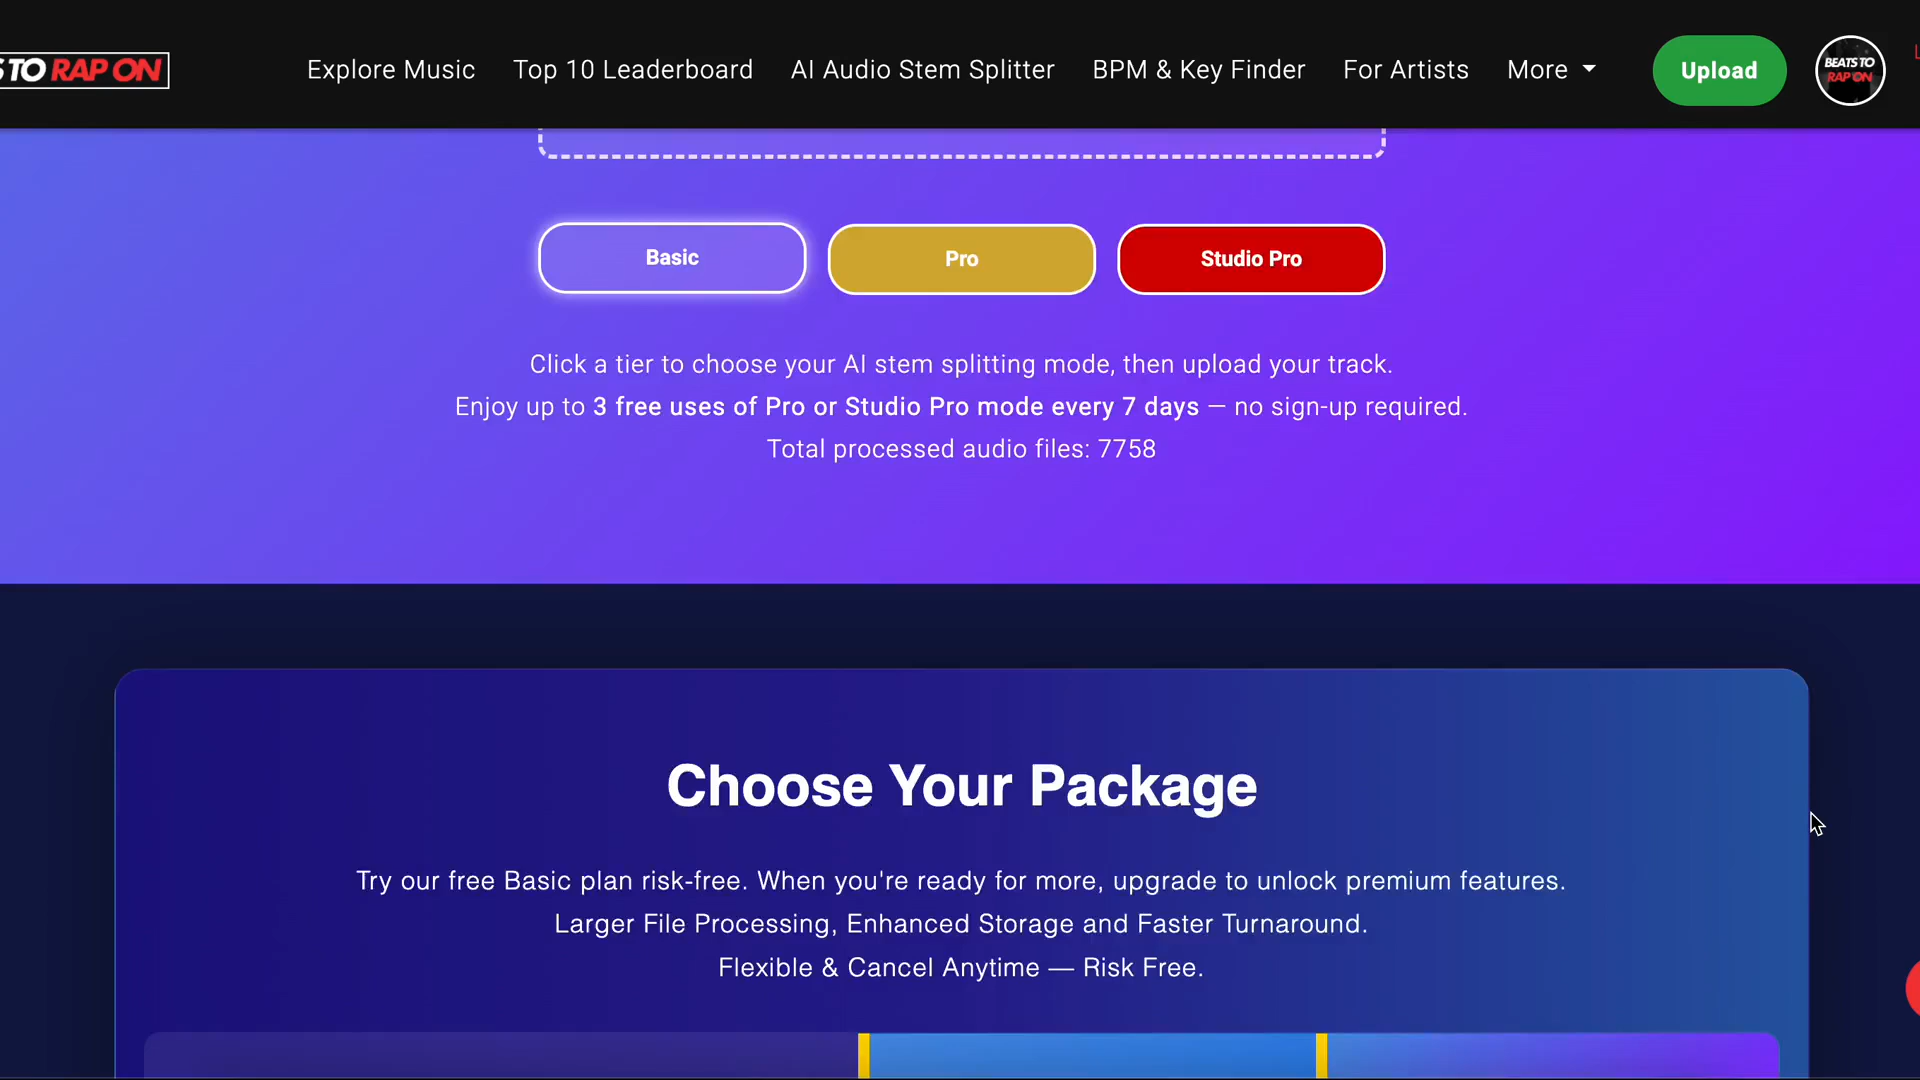 TO RAP ON
Explore Music
Top 10 Leaderboard
AI Audio Stem Splitter
BPM & Key Finder
For Artists
More
Upload
BEATS TO
RAP ON
Basic
Pro
Studio Pro
Click a tier to choose your AI stem splitting mode, then upload your track.
Enjoy up to 3 free uses of Pro or Studio Pro mode every 7 days — no sign-up required.
Total processed audio files: 7758
Choose Your Package
Try our free Basic plan risk-free. When you're ready for more, upgrade to unlock premium features.
Larger File Processing, Enhanced Storage and Faster Turnaround.
Flexible & Cancel Anytime — Risk Free.